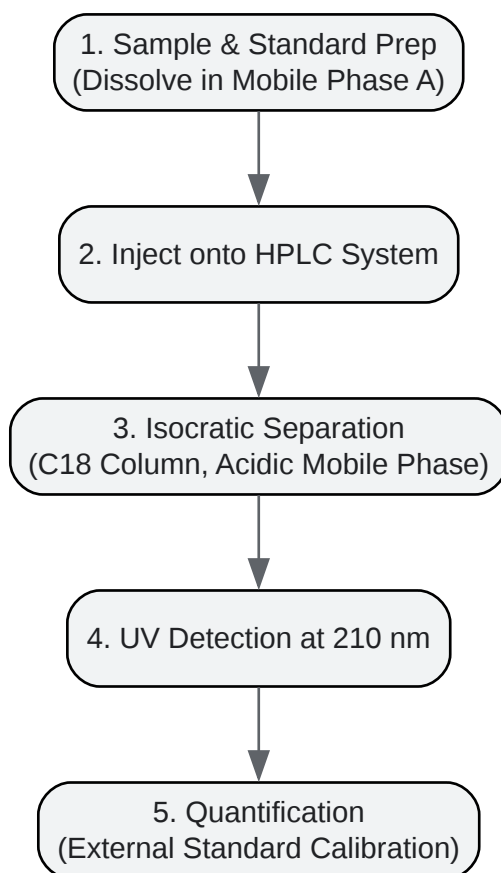 1. Sample & Standard Prep
(Dissolve in Mobile Phase A)
2. Inject onto HPLC System
3. Isocratic Separation
(C18 Column, Acidic Mobile Phase)
4. UV Detection at 210 nm
5. Quantification
(External Standard Calibration)